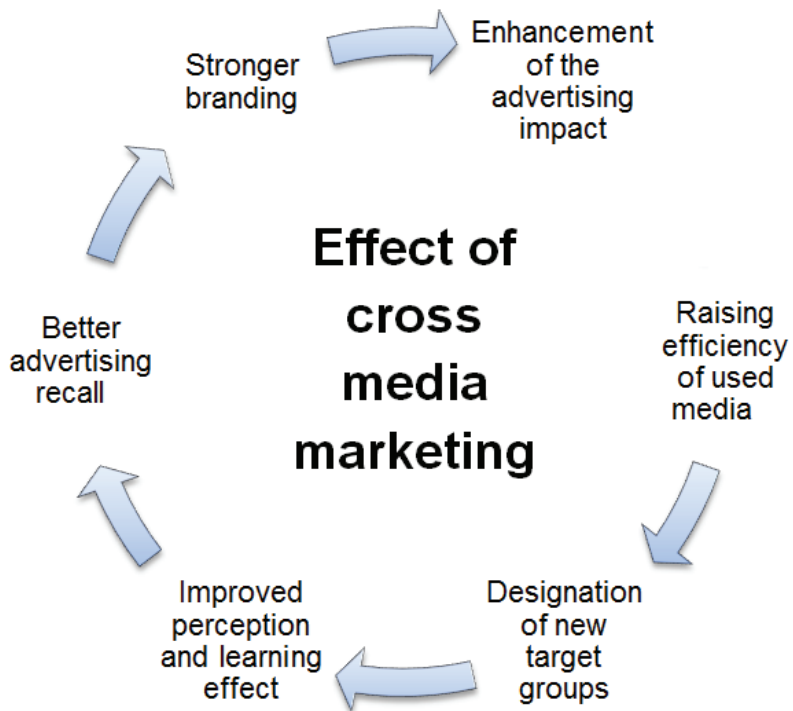 Stronger
branding
Enhancement
of the
advertising
impact
Effect of
cross
media
marketing
Raising
efficiency
of used
media
Better
advertising
recall
Improved
perception
and learning
effect
Designation
of new
target
groups